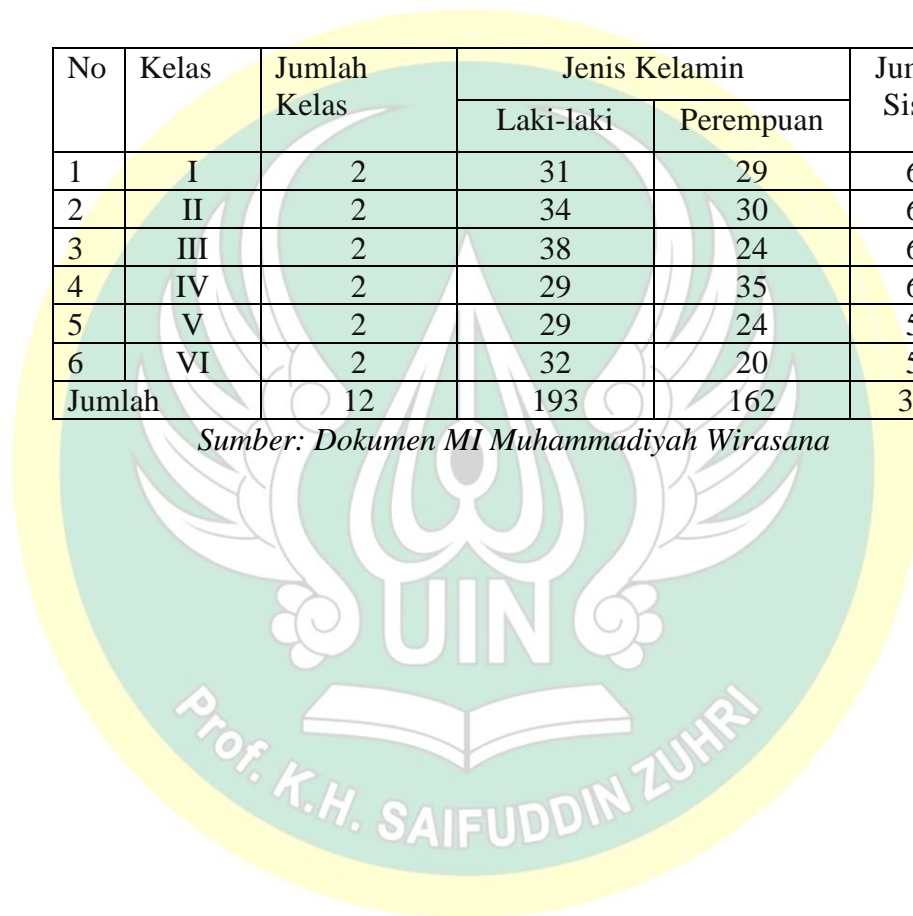 No Kelas Jumlah Kelas Jenis Kelamin
Laki-laki Perempuan
1 I 2 31 29
2 II 2 34 30
3 III 2 38 24
4 IV 2 29 35
5 V 2 29 24
6 VI 2 32 20
Jumlah 12 193 162
Sumber: Dokumen MI Muhammadiyah Wirasana
UIN
Prof. K.H. SAIFUDDIN ZUHRI